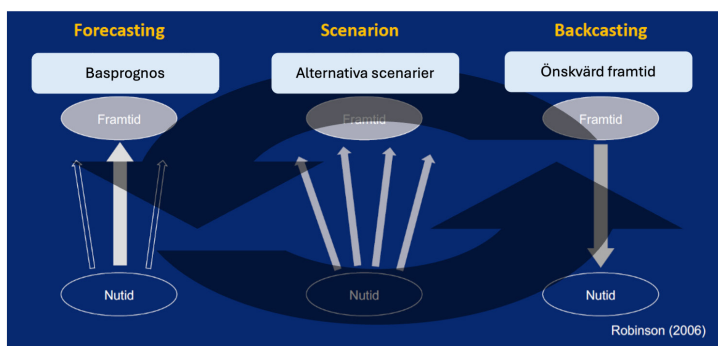 Forecasting
Scenarion
Backcasting
Basprognos
Alternativa scenarier
Önskvärd framtid
Framtid
Framtid
Framtid
Nutid
Nutid
Nutid
Robinson (2006)